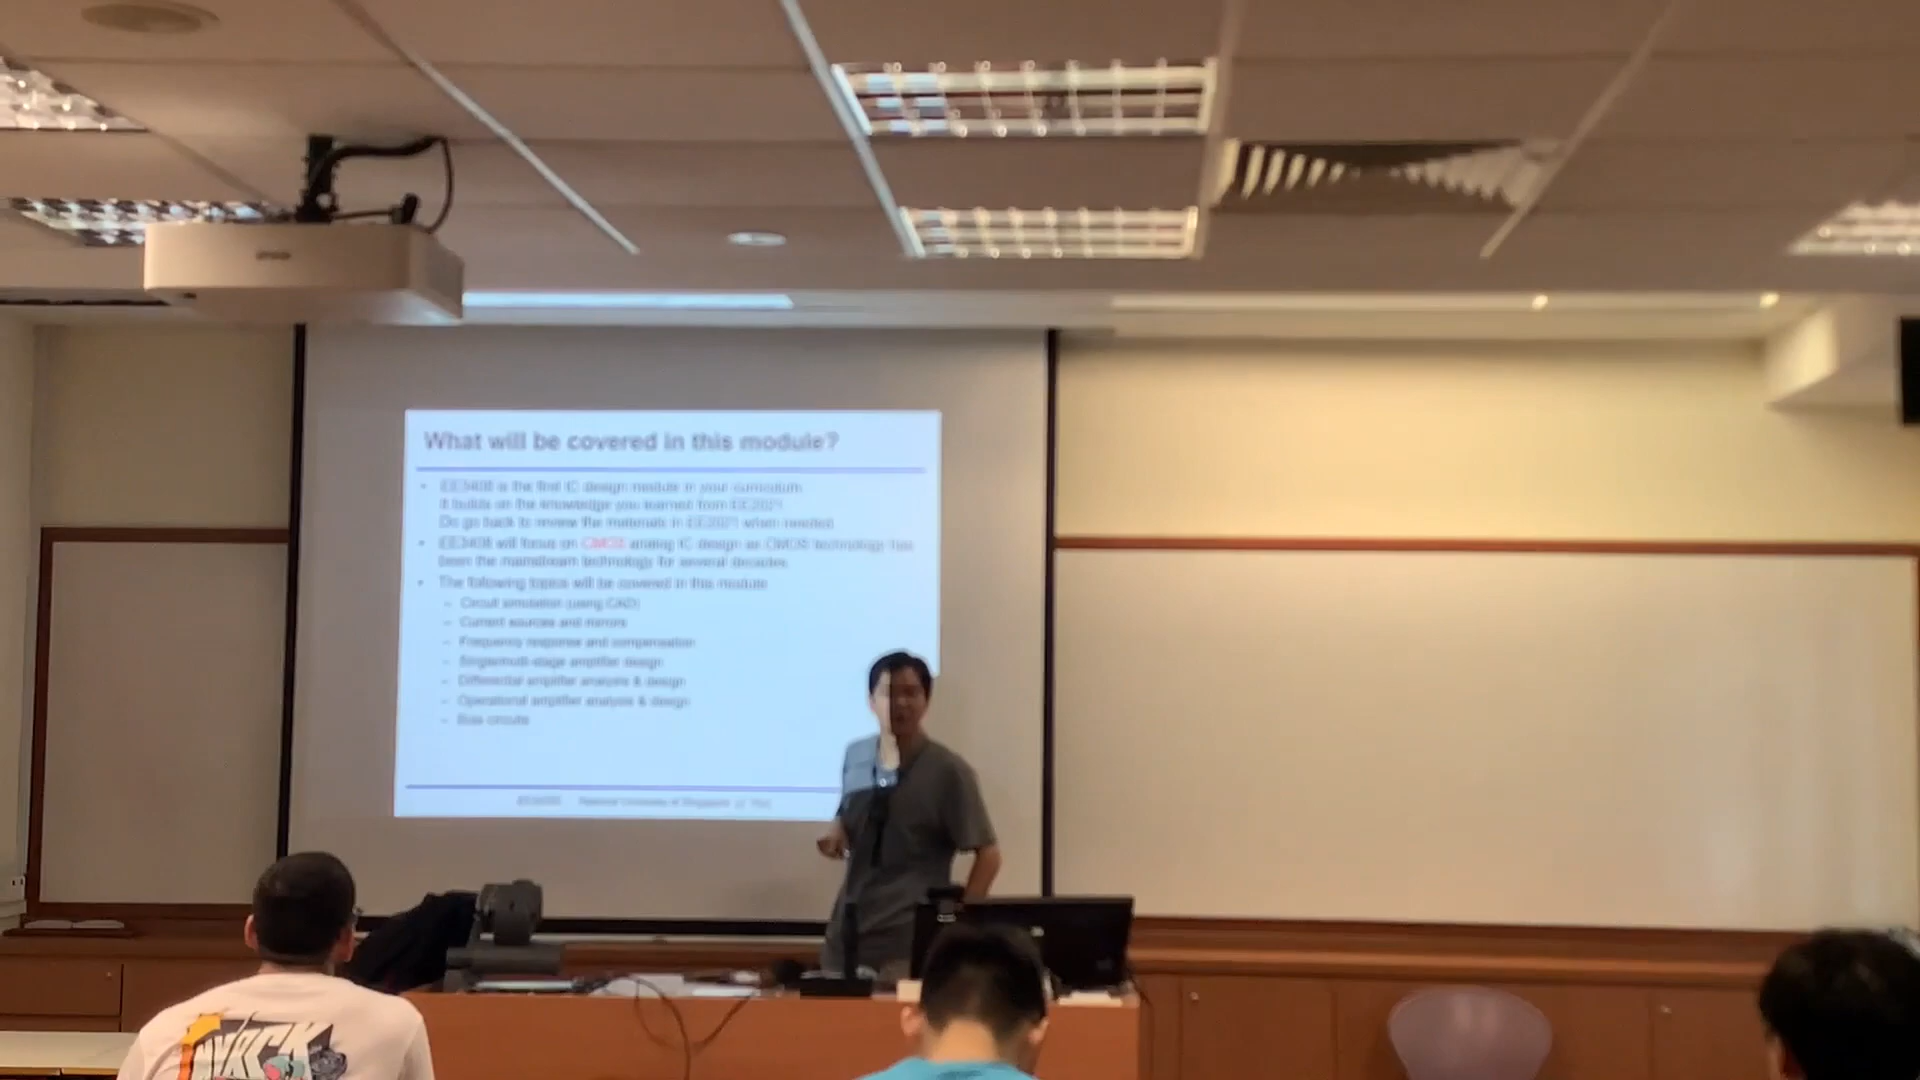 What will be covered in this module?
• EE3408 is the first IC design module in your curriculum.
It builds on the knowledge you learned from EE2021.
Do go back to review the materials in EE2021 when needed.
• EE3408 will focus on CMOS analog IC design as CMOS technology has
been the mainstream technology for several decades.
• The following topics will be covered in this module
– Circuit simulation (using CAD)
– Current sources and mirrors
– Frequency response and compensation
– Single/multi-stage amplifier design
– Differential amplifier analysis & design
– Operational amplifier analysis & design
– Bias circuits
National University of Singapore